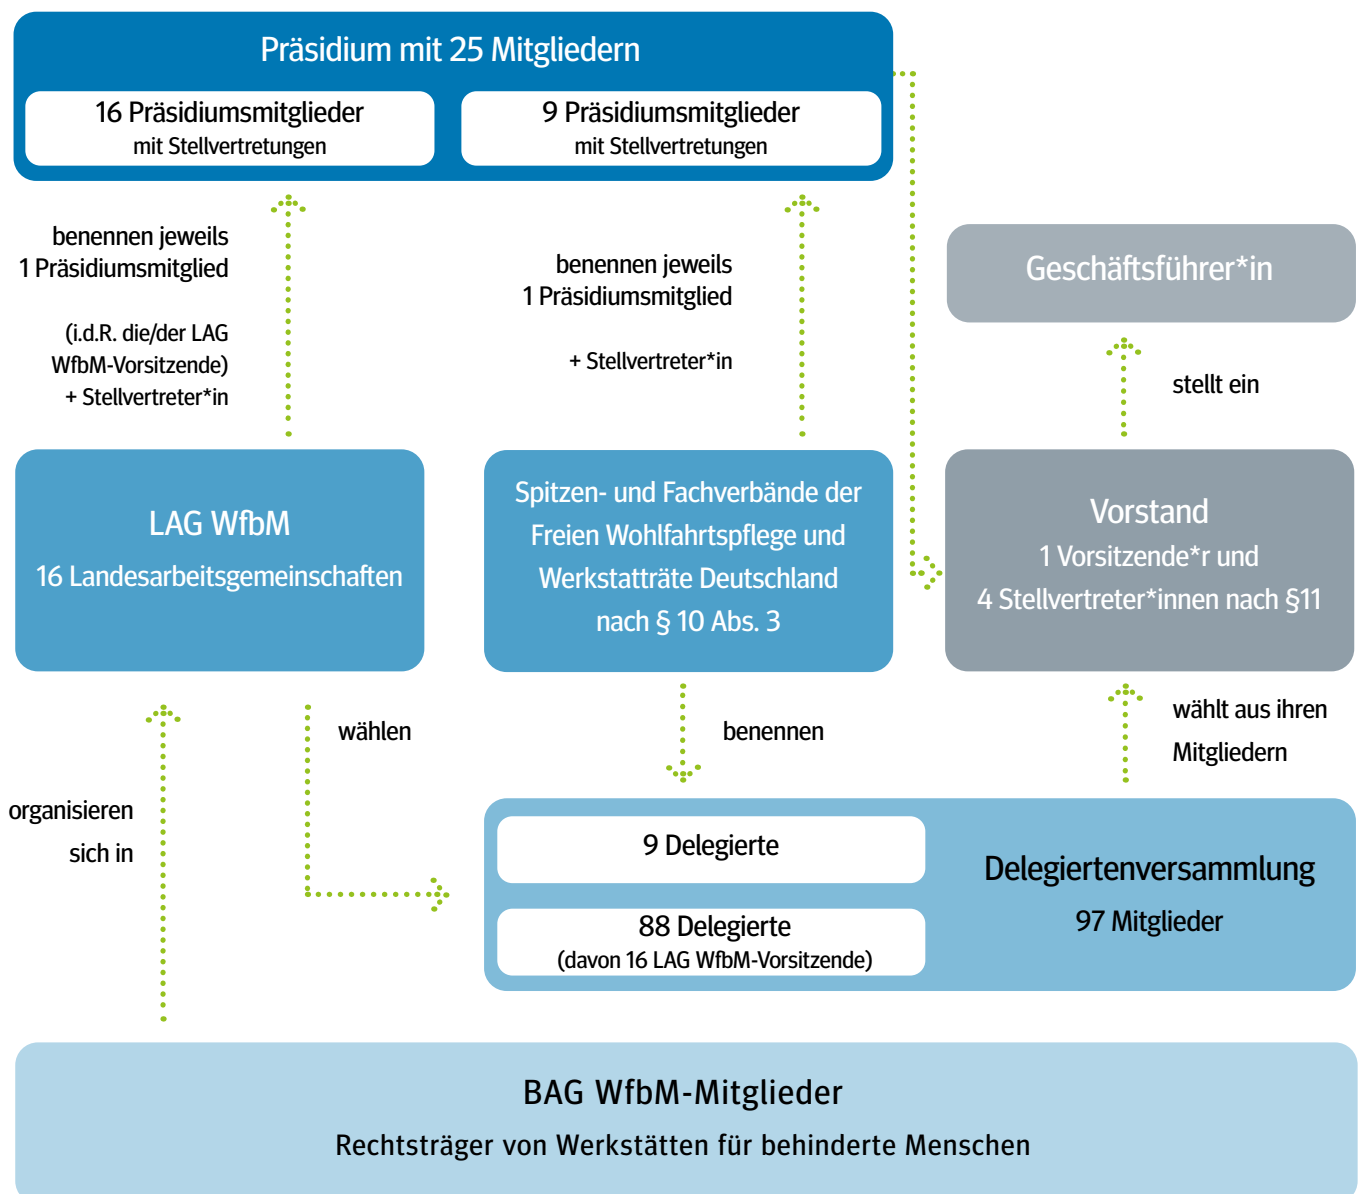 Präsidium mit 25 Mitgliedern
16 Präsidiumsmitglieder
mit Stellvertretungen
9 Präsidiumsmitglieder
mit Stellvertretungen
benennen jeweils
1 Präsidiumsmitglied
(i.d.R. die/der LAG
WfbM-Vorsitzende)
+ Stellvertreter*in
benennen jeweils
1 Präsidiumsmitglied
+ Stellvertreter*in
Geschäftsführer*in
stellt ein
LAG WfbM
16 Landesarbeitsgemeinschaften
Spitzen- und Fachverbände der
Freien Wohlfahrtspflege und
Werkstatträte Deutschland
nach § 10 Abs. 3
Vorstand
1 Vorsitzende*r und
4 Stellvertreter*innen nach §11
wählen
benennen
wählt aus ihren
Mitgliedern
organisieren
sich in
9 Delegierte
88 Delegierte
(davon 16 LAG WfbM-Vorsitzende)
Delegiertenversammlung
97 Mitglieder
BAG WfbM-Mitglieder
Rechtsträger von Werkstätten für behinderte Menschen